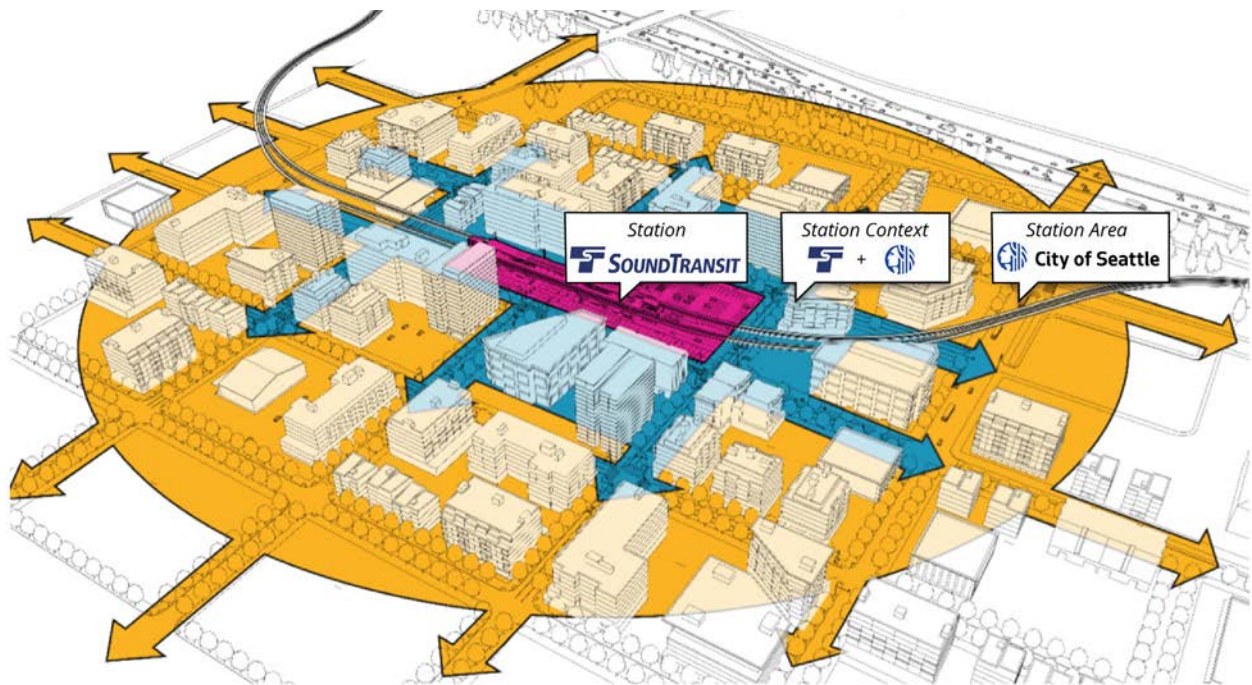 Station
SOUNDTRANSIT
Station Context
+
Station Area
City of Seattle